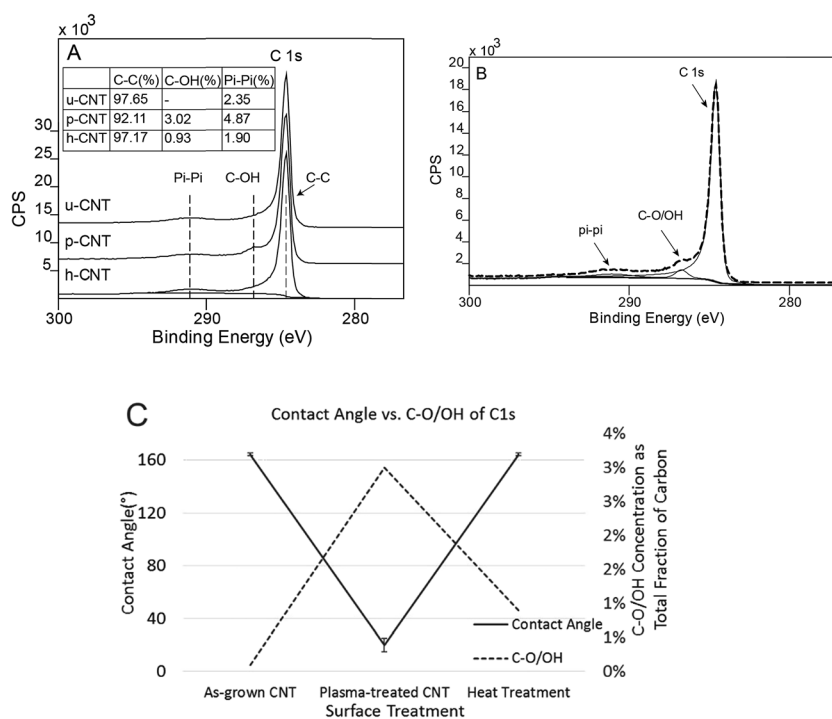 x 10³
A
C 1s
C-C(%) C-OH(%) Pi-Pi(%)
u-CNT 97.65 - 2.35
p-CNT 92.11 3.02 4.87
h-CNT 97.17 0.93 1.90
30
25
20
15
10
5
CPS
Pi-Pi
C-OH
C-C
u-CNT
p-CNT
h-CNT
300 290 280
Binding Energy (eV)
x 10³
B
C 1s
20
18
16
14
12
10
8
6
4
2
CPS
pi-pi
C-O/OH
300 290 280
Binding Energy (eV)
C
Contact Angle vs. C-O/OH of C1s
160
120
80
40
0
Contact Angle(°)
4%
3%
3%
2%
2%
1%
1%
0%
C-O/OH Concentration as
Total Fraction of Carbon
Contact Angle
C-O/OH
As-grown CNT Plasma-treated CNT Heat Treatment
Surface Treatment